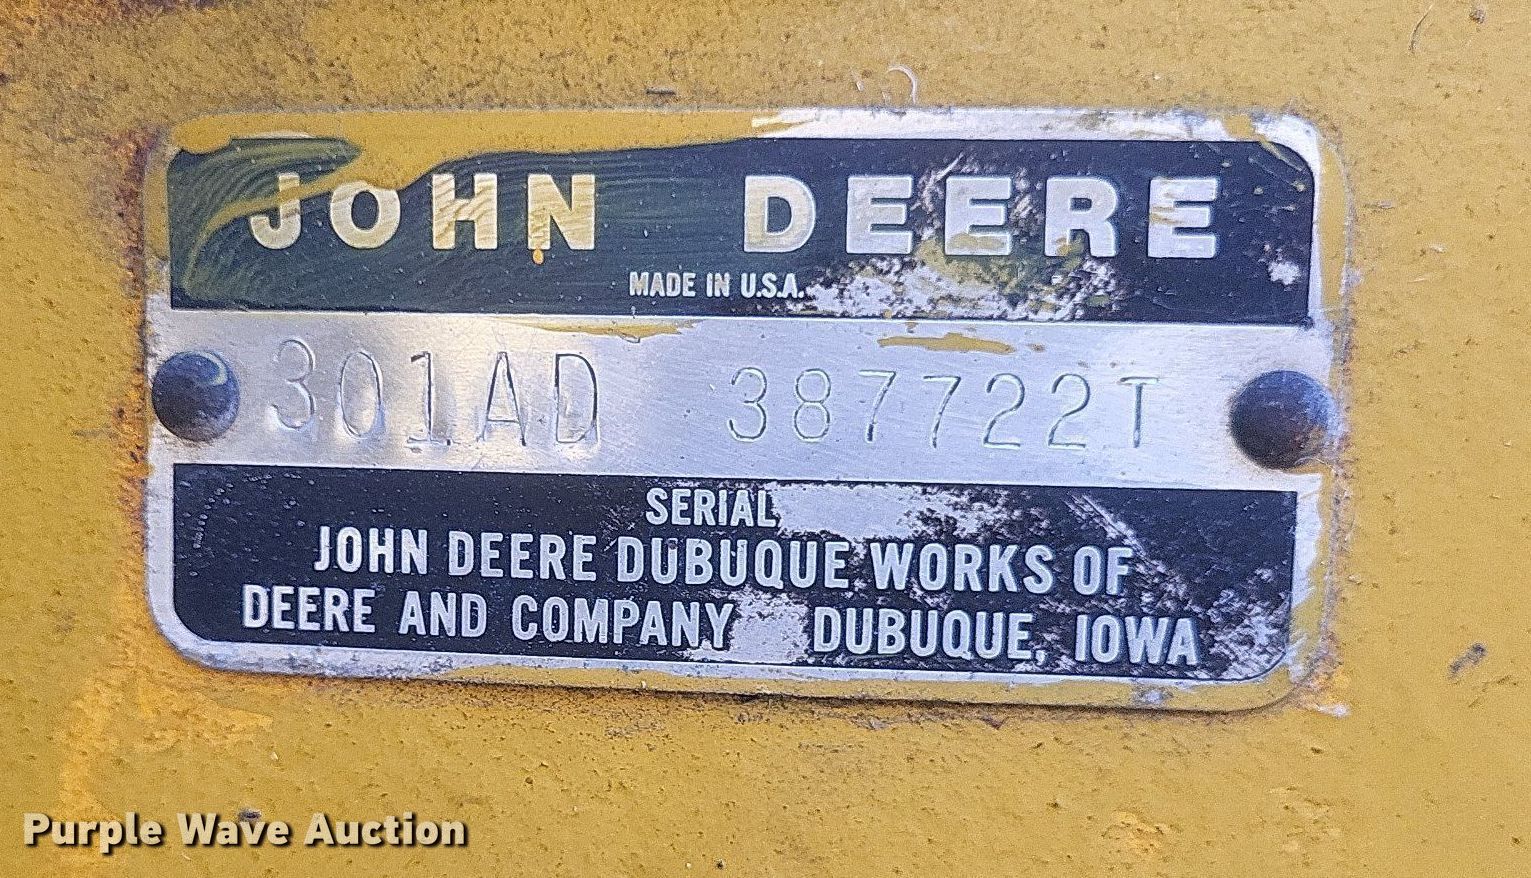 JOHN DEERE
MADE IN U.S.A.
301AD 387722T
SERIAL
JOHN DEERE DUBUQUE WORKS OF
DEERE AND COMPANY DUBUQUE, IOWA
Purple Wave Auction